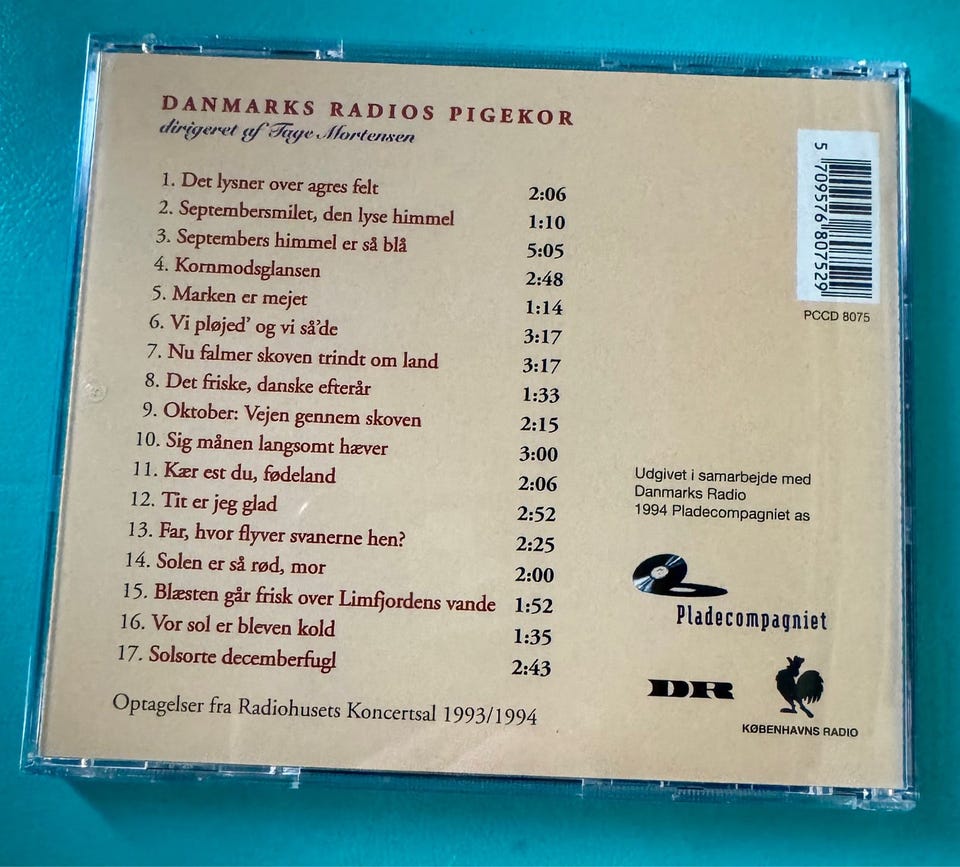 DANMARKS RADIOS PIGEKOR
dirigeret af Tage Mortensen
1. Det lysner over agres felt 2:06
2. Septembersmilet, den lyse himmel 1:10
3. Septembers himmel er så blå 5:05
4. Kornmodsglansen 2:48
5. Marken er mejet 1:14
6. Vi pløjed' og vi så'de 3:17
7. Nu falmer skoven trindt om land 3:17
8. Det friske, danske efterår 1:33
9. Oktober: Vejen gennem skoven 2:15
10. Sig månen langsomt hæver 3:00
11. Kær est du, fødeland 2:06
12. Tit er jeg glad 2:52
13. Far, hvor flyver svanerne hen? 2:25
14. Solen er så rød, mor 2:00
15. Blæsten går frisk over Limfjordens vande 1:52
16. Vor sol er bleven kold 1:35
17. Solsorte decemberfugl 2:43
Optagelser fra Radiohusets Koncertsal 1993/1994
5 709576 807529
PCCD 8075
Udgivet i samarbejde med
Danmarks Radio
1994 Pladecompagniet as
Pladecompagniet
DR
KØBENHAVNS RADIO